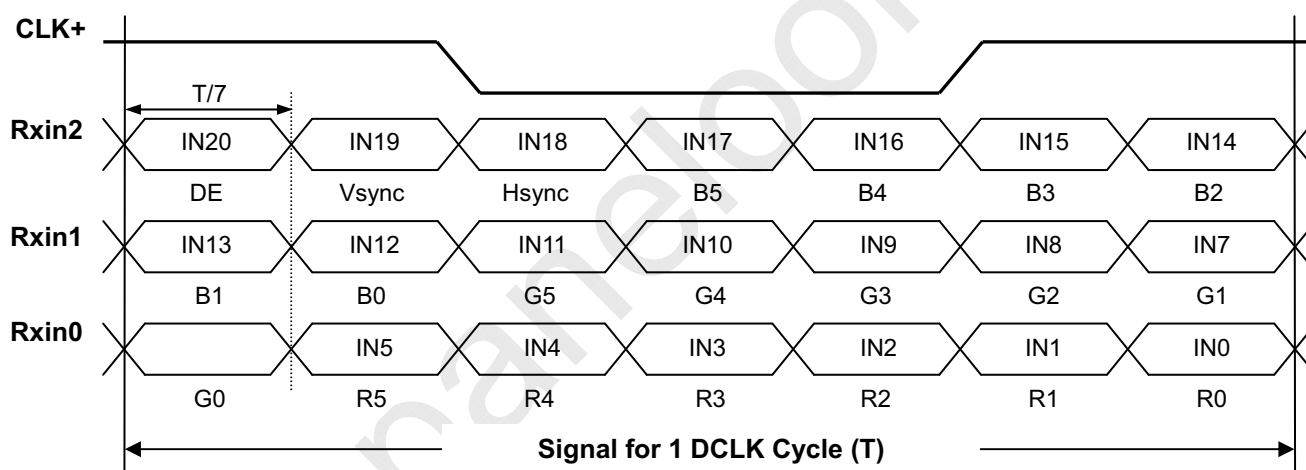 CLK+
T/7
Rxin2 IN20 IN19 IN18 IN17 IN16 IN15 IN14
DE Vsync Hsync B5 B4 B3 B2
Rxin1 IN13 IN12 IN11 IN10 IN9 IN8 IN7
B1 B0 G5 G4 G3 G2 G1
Rxin0 IN5 IN4 IN3 IN2 IN1 IN0
G0 R5 R4 R3 R2 R1 R0
Signal for 1 DCLK Cycle (T)